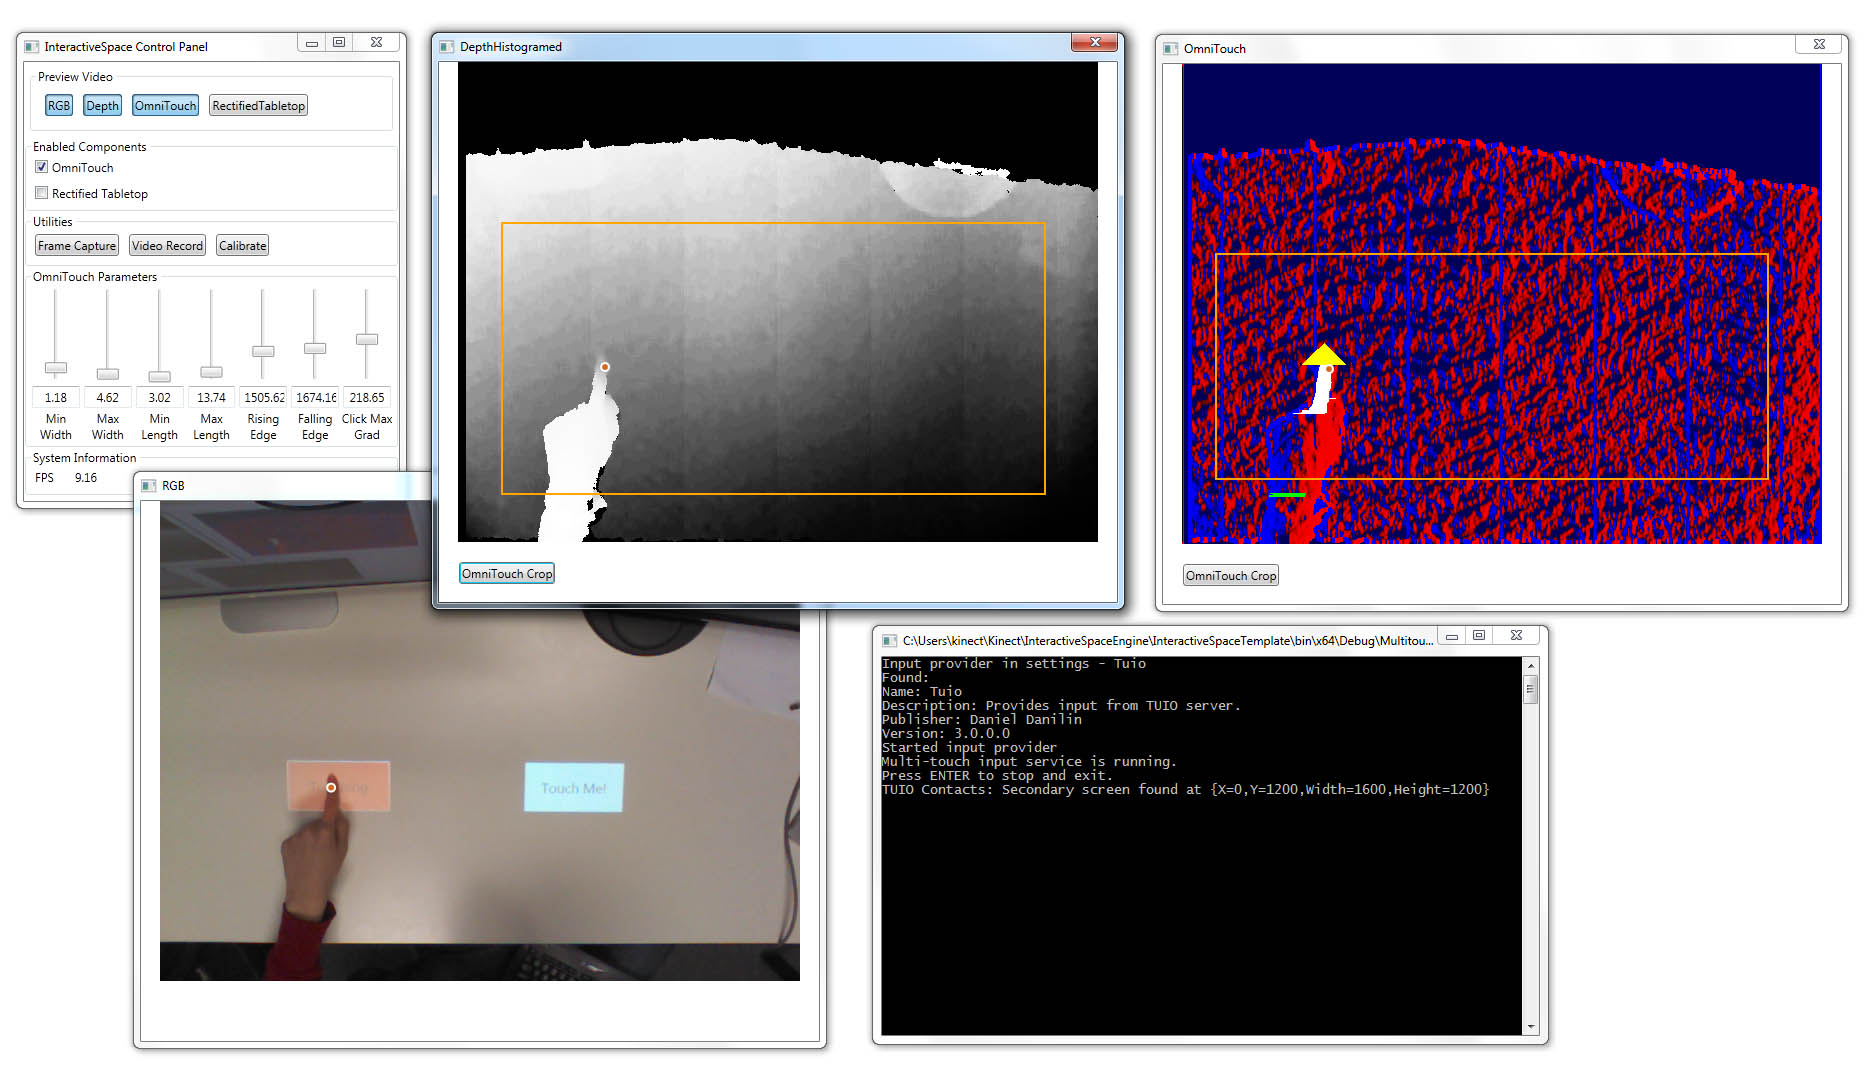 InteractiveSpace Control Panel
Preview Video
RGB Depth OmniTouch RectifiedTabletop
Enabled Components
OmniTouch
Rectified Tabletop
Utilities
Frame Capture Video Record Calibrate
OmniTouch Parameters
1.18 4.62 3.02 13.74 1505.62 1674.16 218.65
Min Max Min Max Rising Falling Click Max
Width Width Length Length Edge Edge Grad
System Information
FPS 9.16
DepthHistogramed
OmniTouch Crop
OmniTouch
OmniTouch Crop
RGB
Touch Me!
C:\Users\kinect\Kinect\InteractiveSpaceEngine\InteractiveSpaceTemplate\bin\x64\Debug\Multitou...
Input provider in settings - Tuio
Found:
Name: Tuio
Description: Provides input from TUIO server.
Publisher: Daniel Danilin
Version: 3.0.0.0
Started input provider
Multi-touch input service is running.
Press ENTER to stop and exit.
TUIO Contacts: Secondary screen found at {X=0,Y=1200,Width=1600,Height=1200}